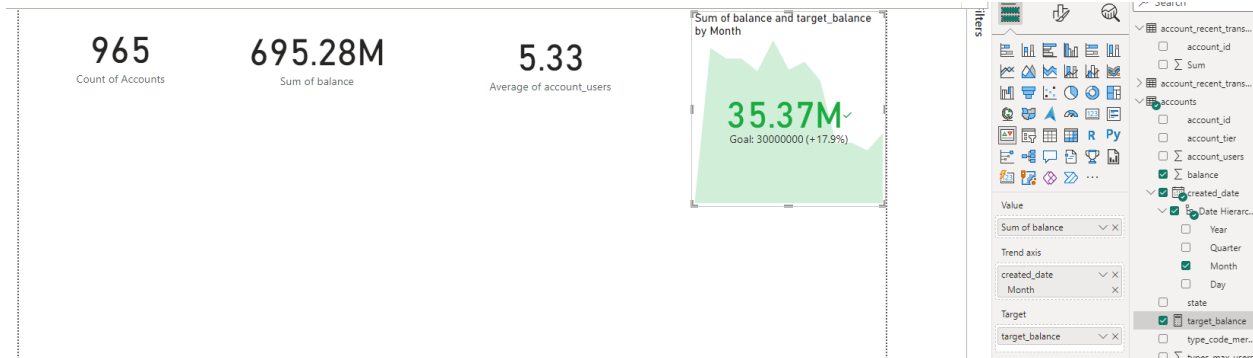 Search
Sum of balance and target_balance
by Month
965
Count of Accounts
695.28M
Sum of balance
5.33
Average of account_users
35.37M
Goal: 30000000 (+17.9%)
Filters
123
R
Py
Value
Sum of balance
Trend axis
created_date
Month
Target
target_balance
account_recent_trans...
account_id
Sum
account_recent_trans...
accounts
account_id
account_tier
account_users
balance
created_date
Date Hierarc...
Year
Quarter
Month
Day
state
target_balance
type_code_mer...
types_max_user